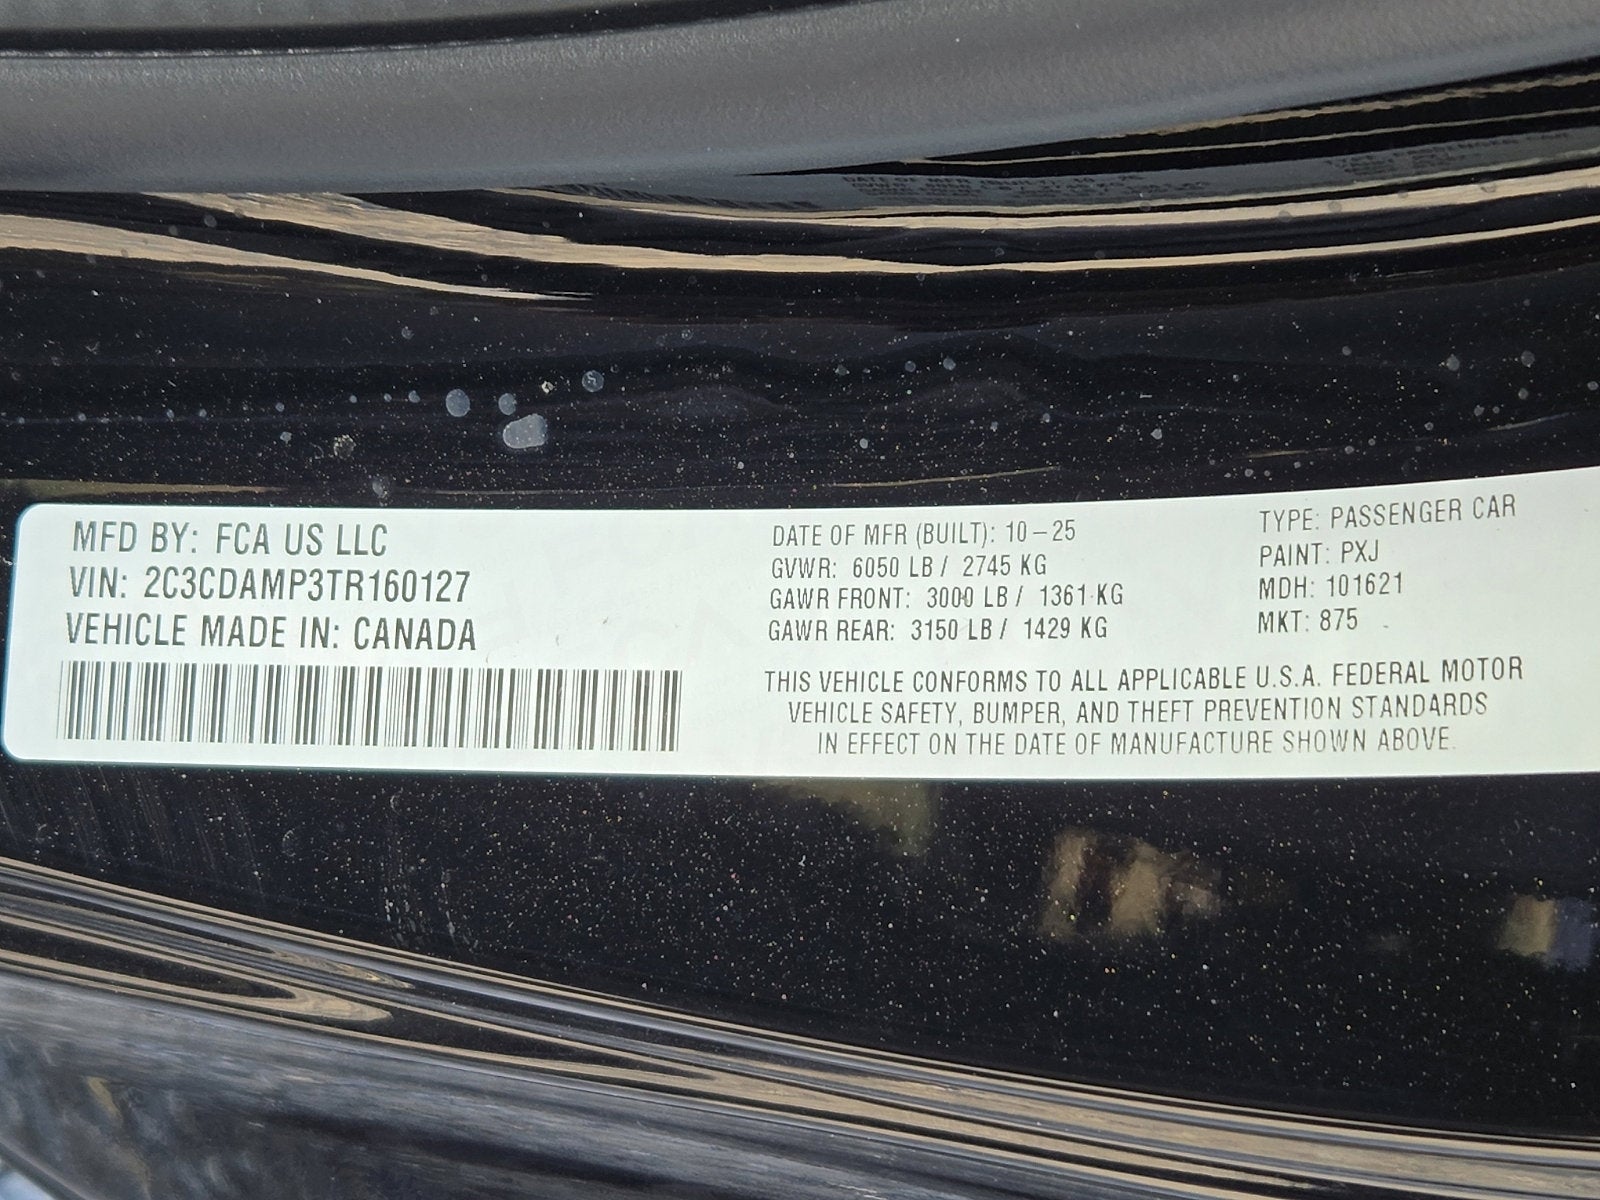 MFD BY: FCA US LLC
VIN: 2C3CDAMP3TR160127
VEHICLE MADE IN: CANADA
DATE OF MFR (BUILT): 10-25
GVWR: 6050 LB / 2745 KG
GAWR FRONT: 3000 LB / 1361 KG
GAWR REAR: 3150 LB / 1429 KG
TYPE: PASSENGER CAR
PAINT: PXJ
MDH: 101621
MKT: 875
THIS VEHICLE CONFORMS TO ALL APPLICABLE U.S.A. FEDERAL MOTOR
VEHICLE SAFETY, BUMPER, AND THEFT PREVENTION STANDARDS
IN EFFECT ON THE DATE OF MANUFACTURE SHOWN ABOVE.